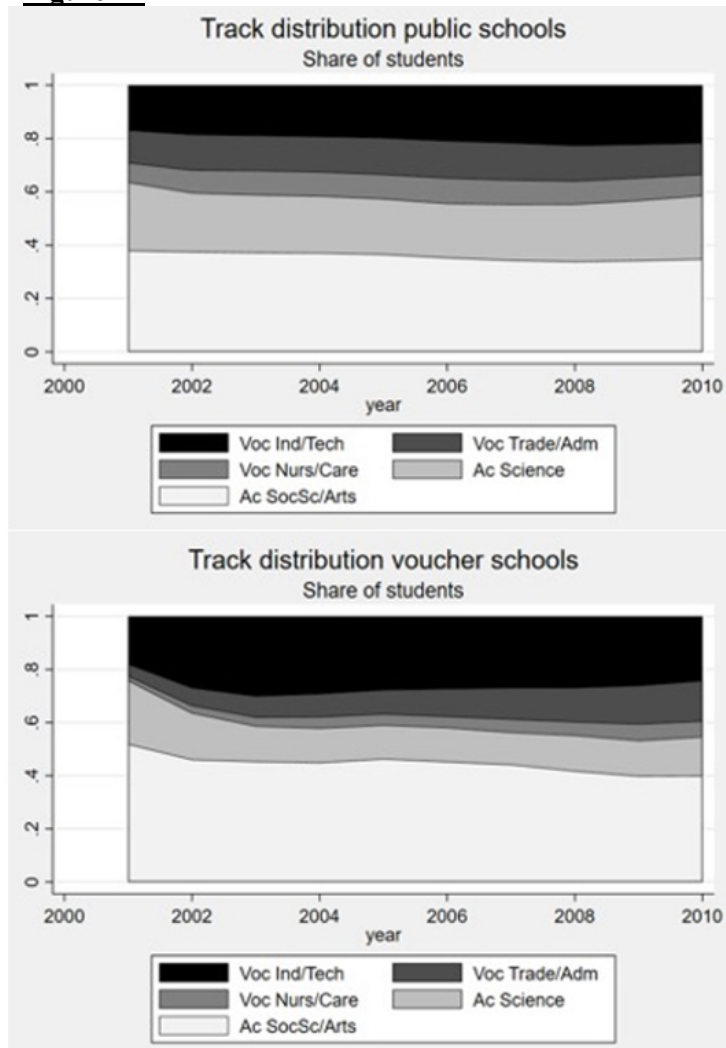 Track distribution public schools
Share of students
1
.8
.6
.4
.2
0
2000 2002 2004 2006 2008 2010
year
Voc Ind/Tech Voc Trade/Adm
Voc Nurs/Care Ac Science
Ac SocSc/Arts
Track distribution voucher schools
Share of students
1
.8
.6
.4
.2
0
2000 2002 2004 2006 2008 2010
year
Voc Ind/Tech Voc Trade/Adm
Voc Nurs/Care Ac Science
Ac SocSc/Arts